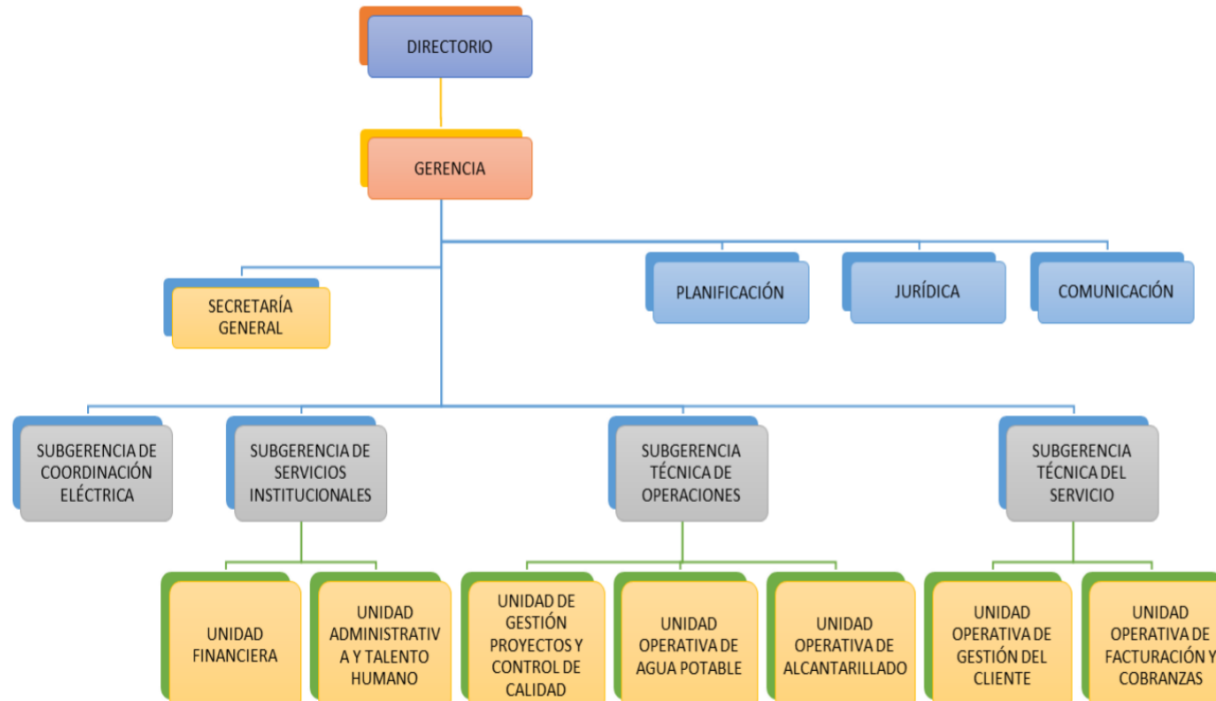 DIRECTORIO
GERENCIA
SECRETARÍA
GENERAL
PLANIFICACIÓN
JURÍDICA
COMUNICACIÓN
SUBGERENCIA DE
COORDINACIÓN
ELÉCTRICA
SUBGERENCIA DE
SERVICIOS
INSTITUCIONALES
SUBGERENCIA
TÉCNICA DE
OPERACIONES
SUBGERENCIA
TÉCNICA DEL
SERVICIO
UNIDAD
FINANCIERA
UNIDAD
ADMINISTRATIV
A Y TALENTO
HUMANO
UNIDAD DE
GESTIÓN
PROYECTOS Y
CONTROL DE
CALIDAD
UNIDAD
OPERATIVA DE
AGUA POTABLE
UNIDAD
OPERATIVA DE
ALCANTARILLADO
UNIDAD
OPERATIVA DE
GESTIÓN DEL
CLIENTE
UNIDAD
OPERATIVA DE
FACTURACIÓN Y
COBRANZAS